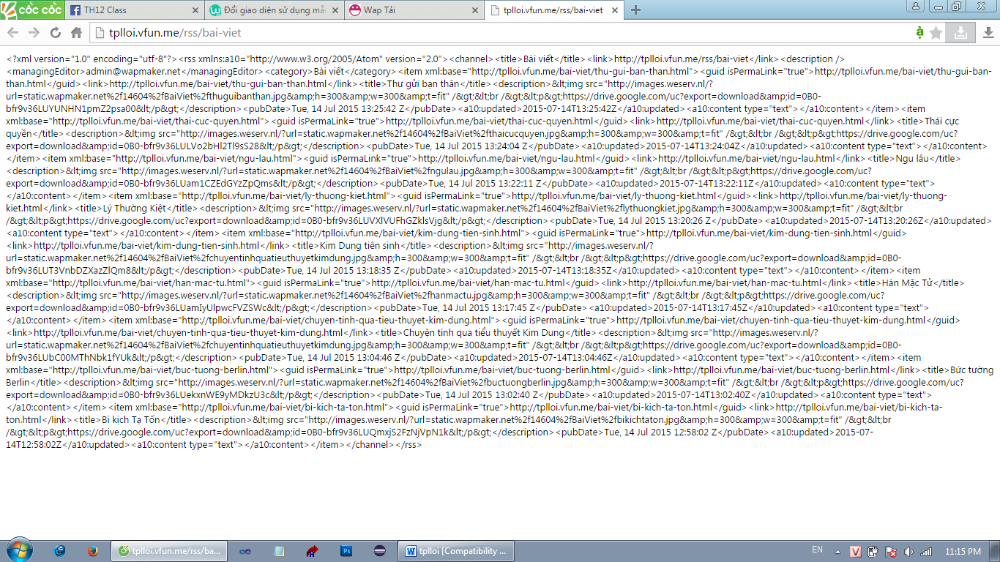 cốc cốc
TH12 Class
Đổi giao diện sử dụng mẫu
Wap Tải
tplloi.vfun.me/rss/bai-viet
tplloi.vfun.me/rss/bai-viet
<?xml version="1.0" encoding="utf-8"?><rss xmlns:a10="http://www.w3.org/2005/Atom" version="2.0"><channel><title>Bài viết</title><link>http://tplloi.vfun.me/rss/bai-viet</link><description />
<managingEditor>admin@wapmaker.net</managingEditor><category>Bài viết</category><item xml:base="http://tplloi.vfun.me/bai-viet/thu-gui-ban-than.html"><guid isPermaLink="true">http://tplloi.vfun.me/bai-viet/thu-gui-ban-
than.html</guid><link>http://tplloi.vfun.me/bai-viet/thu-gui-ban-than.html</link><title>Thư gửi bạn thân</title><description>&lt;img src="http://images.weserv.nl/?
url=static.wapmaker.net%2f14604%2fBaiViet%2fthuguibanthan.jpg&amp;h=300&amp;w=300&amp;t=fit" /&gt;&lt;br /&gt;&lt;p&gt;https://drive.google.com/uc?export=download&amp;id=0B0-
bfr9v36LUYUNHN1pmZ2psa00&lt;/p&gt;</description><pubDate>Tue, 14 Jul 2015 13:25:42 Z</pubDate><a10:updated>2015-07-14T13:25:42Z</a10:updated><a10:content type="text"> </a10:content></item><item
xml:base="http://tplloi.vfun.me/bai-viet/thai-cuc-quyen.html"><guid isPermaLink="true">http://tplloi.vfun.me/bai-viet/thai-cuc-quyen.html</guid><link>http://tplloi.vfun.me/bai-viet/thai-cuc-quyen.html</link><title>Thái cực
quyền</title><description>&lt;img src="http://images.weserv.nl/?url=static.wapmaker.net%2f14604%2fBaiViet%2fthaicucquyen.jpg&amp;h=300&amp;w=300&amp;t=fit" /&gt;&lt;br /&gt;&lt;p&gt;https://drive.google.com/uc?
export=download&amp;id=0B0-bfr9v36LULVo2bHl2Tl9sS28&lt;/p&gt;</description><pubDate>Tue, 14 Jul 2015 13:24:04 Z</pubDate><a10:updated>2015-07-14T13:24:04Z</a10:updated><a10:content type="text"> </a10:content>
</item><item xml:base="http://tplloi.vfun.me/bai-viet/ngu-lau.html"><guid isPermaLink="true">http://tplloi.vfun.me/bai-viet/ngu-lau.html</guid><link>http://tplloi.vfun.me/bai-viet/ngu-lau.html</link><title>Ngu lâu</title>
<description>&lt;img src="http://images.weserv.nl/?url=static.wapmaker.net%2f14604%2fBaiViet%2fngulau.jpg&amp;h=300&amp;w=300&amp;t=fit" /&gt;&lt;br /&gt;&lt;p&gt;https://drive.google.com/uc?
export=download&amp;id=0B0-bfr9v36LUam1CZEdGYzZpQms&lt;/p&gt;</description><pubDate>Tue, 14 Jul 2015 13:22:11 Z</pubDate><a10:updated>2015-07-14T13:22:11Z</a10:updated><a10:content type="text">
</a10:content></item><item xml:base="http://tplloi.vfun.me/bai-viet/ly-thuong-kiet.html"><guid isPermaLink="true">http://tplloi.vfun.me/bai-viet/ly-thuong-kiet.html</guid><link>http://tplloi.vfun.me/bai-viet/ly-thuong-
kiet.html</link><title>Lý Thường Kiệt</title><description>&lt;img src="http://images.weserv.nl/?url=static.wapmaker.net%2f14604%2fBaiViet%2flythuongkiet.jpg&amp;h=300&amp;w=300&amp;t=fit" /&gt;&lt;br
/&gt;&lt;p&gt;https://drive.google.com/uc?export=download&amp;id=0B0-bfr9v36LUVXlVUFhGZklsVjg&lt;/p&gt;</description><pubDate>Tue, 14 Jul 2015 13:20:26 Z</pubDate><a10:updated>2015-07-14T13:20:26Z</a10:updated>
<a10:content type="text"> </a10:content></item><item xml:base="http://tplloi.vfun.me/bai-viet/kim-dung-tien-sinh.html"><guid isPermaLink="true">http://tplloi.vfun.me/bai-viet/kim-dung-tien-sinh.html</guid>
<link>http://tplloi.vfun.me/bai-viet/kim-dung-tien-sinh.html</link><title>Kim Dung tiên sinh</title><description>&lt;img src="http://images.weserv.nl/?
url=static.wapmaker.net%2f14604%2fBaiViet%2fchuyentinhquatieuthuyetkimdung.jpg&amp;h=300&amp;w=300&amp;t=fit" /&gt;&lt;br /&gt;&lt;p&gt;https://drive.google.com/uc?export=download&amp;id=0B0-
bfr9v36LUT3VnbDZXazZlQm8&lt;/p&gt;</description><pubDate>Tue, 14 Jul 2015 13:18:35 Z</pubDate><a10:updated>2015-07-14T13:18:35Z</a10:updated><a10:content type="text"> </a10:content></item><item
xml:base="http://tplloi.vfun.me/bai-viet/han-mac-tu.html"><guid isPermaLink="true">http://tplloi.vfun.me/bai-viet/han-mac-tu.html</guid><link>http://tplloi.vfun.me/bai-viet/han-mac-tu.html</link><title>Hàn Mặc Tử</title>
<description>&lt;img src="http://images.weserv.nl/?url=static.wapmaker.net%2f14604%2fBaiViet%2fhanmactu.jpg&amp;h=300&amp;w=300&amp;t=fit" /&gt;&lt;br /&gt;&lt;p&gt;https://drive.google.com/uc?
export=download&amp;id=0B0-bfr9v36LUamIyUlpwcFVZSWc&lt;/p&gt;</description><pubDate>Tue, 14 Jul 2015 13:17:45 Z</pubDate><a10:updated>2015-07-14T13:17:45Z</a10:updated><a10:content type="text">
</a10:content></item><item xml:base="http://tplloi.vfun.me/bai-viet/chuyen-tinh-qua-tieu-thuyet-kim-dung.html"><guid isPermaLink="true">http://tplloi.vfun.me/bai-viet/chuyen-tinh-qua-tieu-thuyet-kim-dung.html</guid>
<link>http://tplloi.vfun.me/bai-viet/chuyen-tinh-qua-tieu-thuyet-kim-dung.html</link><title>Chuyện tình qua tiểu thuyết Kim Dung</title><description>&lt;img src="http://images.weserv.nl/?
url=static.wapmaker.net%2f14604%2fBaiViet%2fchuyentinhquatieuthuyetkimdung.jpg&amp;h=300&amp;w=300&amp;t=fit" /&gt;&lt;br /&gt;&lt;p&gt;https://drive.google.com/uc?export=download&amp;id=0B0-
bfr9v36LUbC00MThNbk1fYUk&lt;/p&gt;</description><pubDate>Tue, 14 Jul 2015 13:04:46 Z</pubDate><a10:updated>2015-07-14T13:04:46Z</a10:updated><a10:content type="text"> </a10:content></item><item
xml:base="http://tplloi.vfun.me/bai-viet/buc-tuong-berlin.html"><guid isPermaLink="true">http://tplloi.vfun.me/bai-viet/buc-tuong-berlin.html</guid><link>http://tplloi.vfun.me/bai-viet/buc-tuong-berlin.html</link><title>Bức tường
Berlin</title><description>&lt;img src="http://images.weserv.nl/?url=static.wapmaker.net%2f14604%2fBaiViet%2fbuctuongberlin.jpg&amp;h=300&amp;w=300&amp;t=fit" /&gt;&lt;br /&gt;&lt;p&gt;https://drive.google.com/uc?
export=download&amp;id=0B0-bfr9v36LUekxnWE9yMDkzU3c&lt;/p&gt;</description><pubDate>Tue, 14 Jul 2015 13:02:40 Z</pubDate><a10:updated>2015-07-14T13:02:40Z</a10:updated><a10:content type="text">
</a10:content></item><item xml:base="http://tplloi.vfun.me/bai-viet/bi-kich-ta-ton.html"><guid isPermaLink="true">http://tplloi.vfun.me/bai-viet/bi-kich-ta-ton.html</guid><link>http://tplloi.vfun.me/bai-viet/bi-kich-ta-
ton.html</link><title>Bi kịch Tạ Tốn</title><description>&lt;img src="http://images.weserv.nl/?url=static.wapmaker.net%2f14604%2fBaiViet%2fbikichtaton.jpg&amp;h=300&amp;w=300&amp;t=fit" /&gt;&lt;br
/&gt;&lt;p&gt;https://drive.google.com/uc?export=download&amp;id=0B0-bfr9v36LUQmxjS2FzNjVpN1k&lt;/p&gt;</description><pubDate>Tue, 14 Jul 2015 12:58:02 Z</pubDate><a10:updated>2015-07-
14T12:58:02Z</a10:updated><a10:content type="text"> </a10:content></item></channel></rss>
tplloi.vfun.me/rss/ba...
tplloi [Compatibility ...
EN
11:15 PM